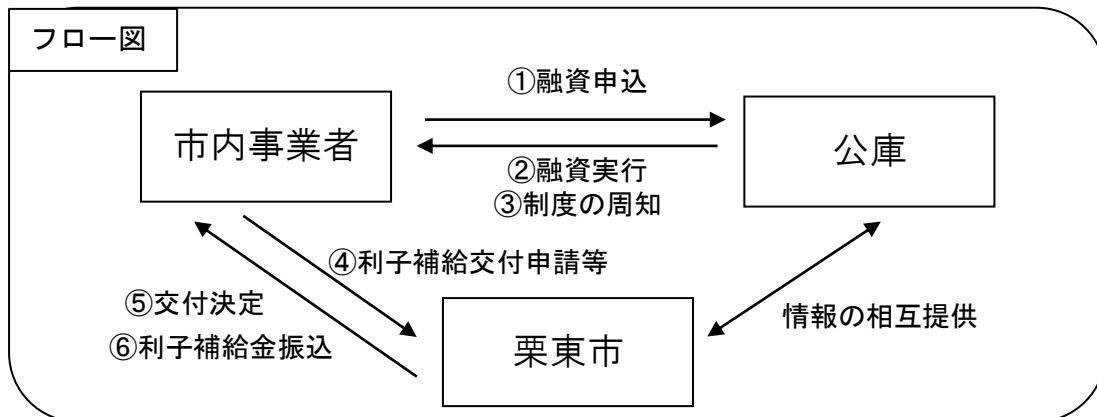 フロー図
①融資申込
市内事業者
公庫
②融資実行
③制度の周知
④利子補給交付申請等
⑤交付決定
⑥利子補給金振込
情報の相互提供
栗東市